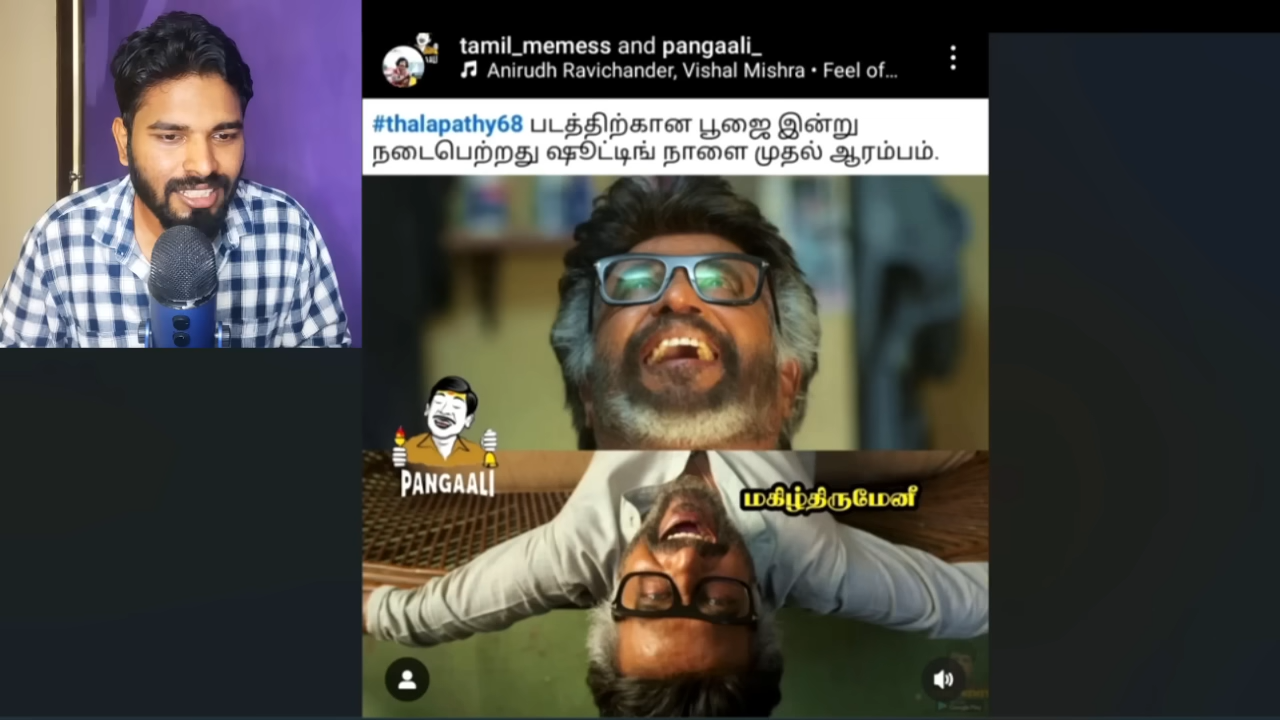 tamil_memess and pangaali_
Anirudh Ravichander, Vishal Mishra • Feel of...
#thalapathy68 படத்திற்கான பூஜை இன்று
நடைபெற்றது ஷூட்டிங் நாளை முதல் ஆரம்பம்.
PANGAALI
மகிழ்திருமேனீ